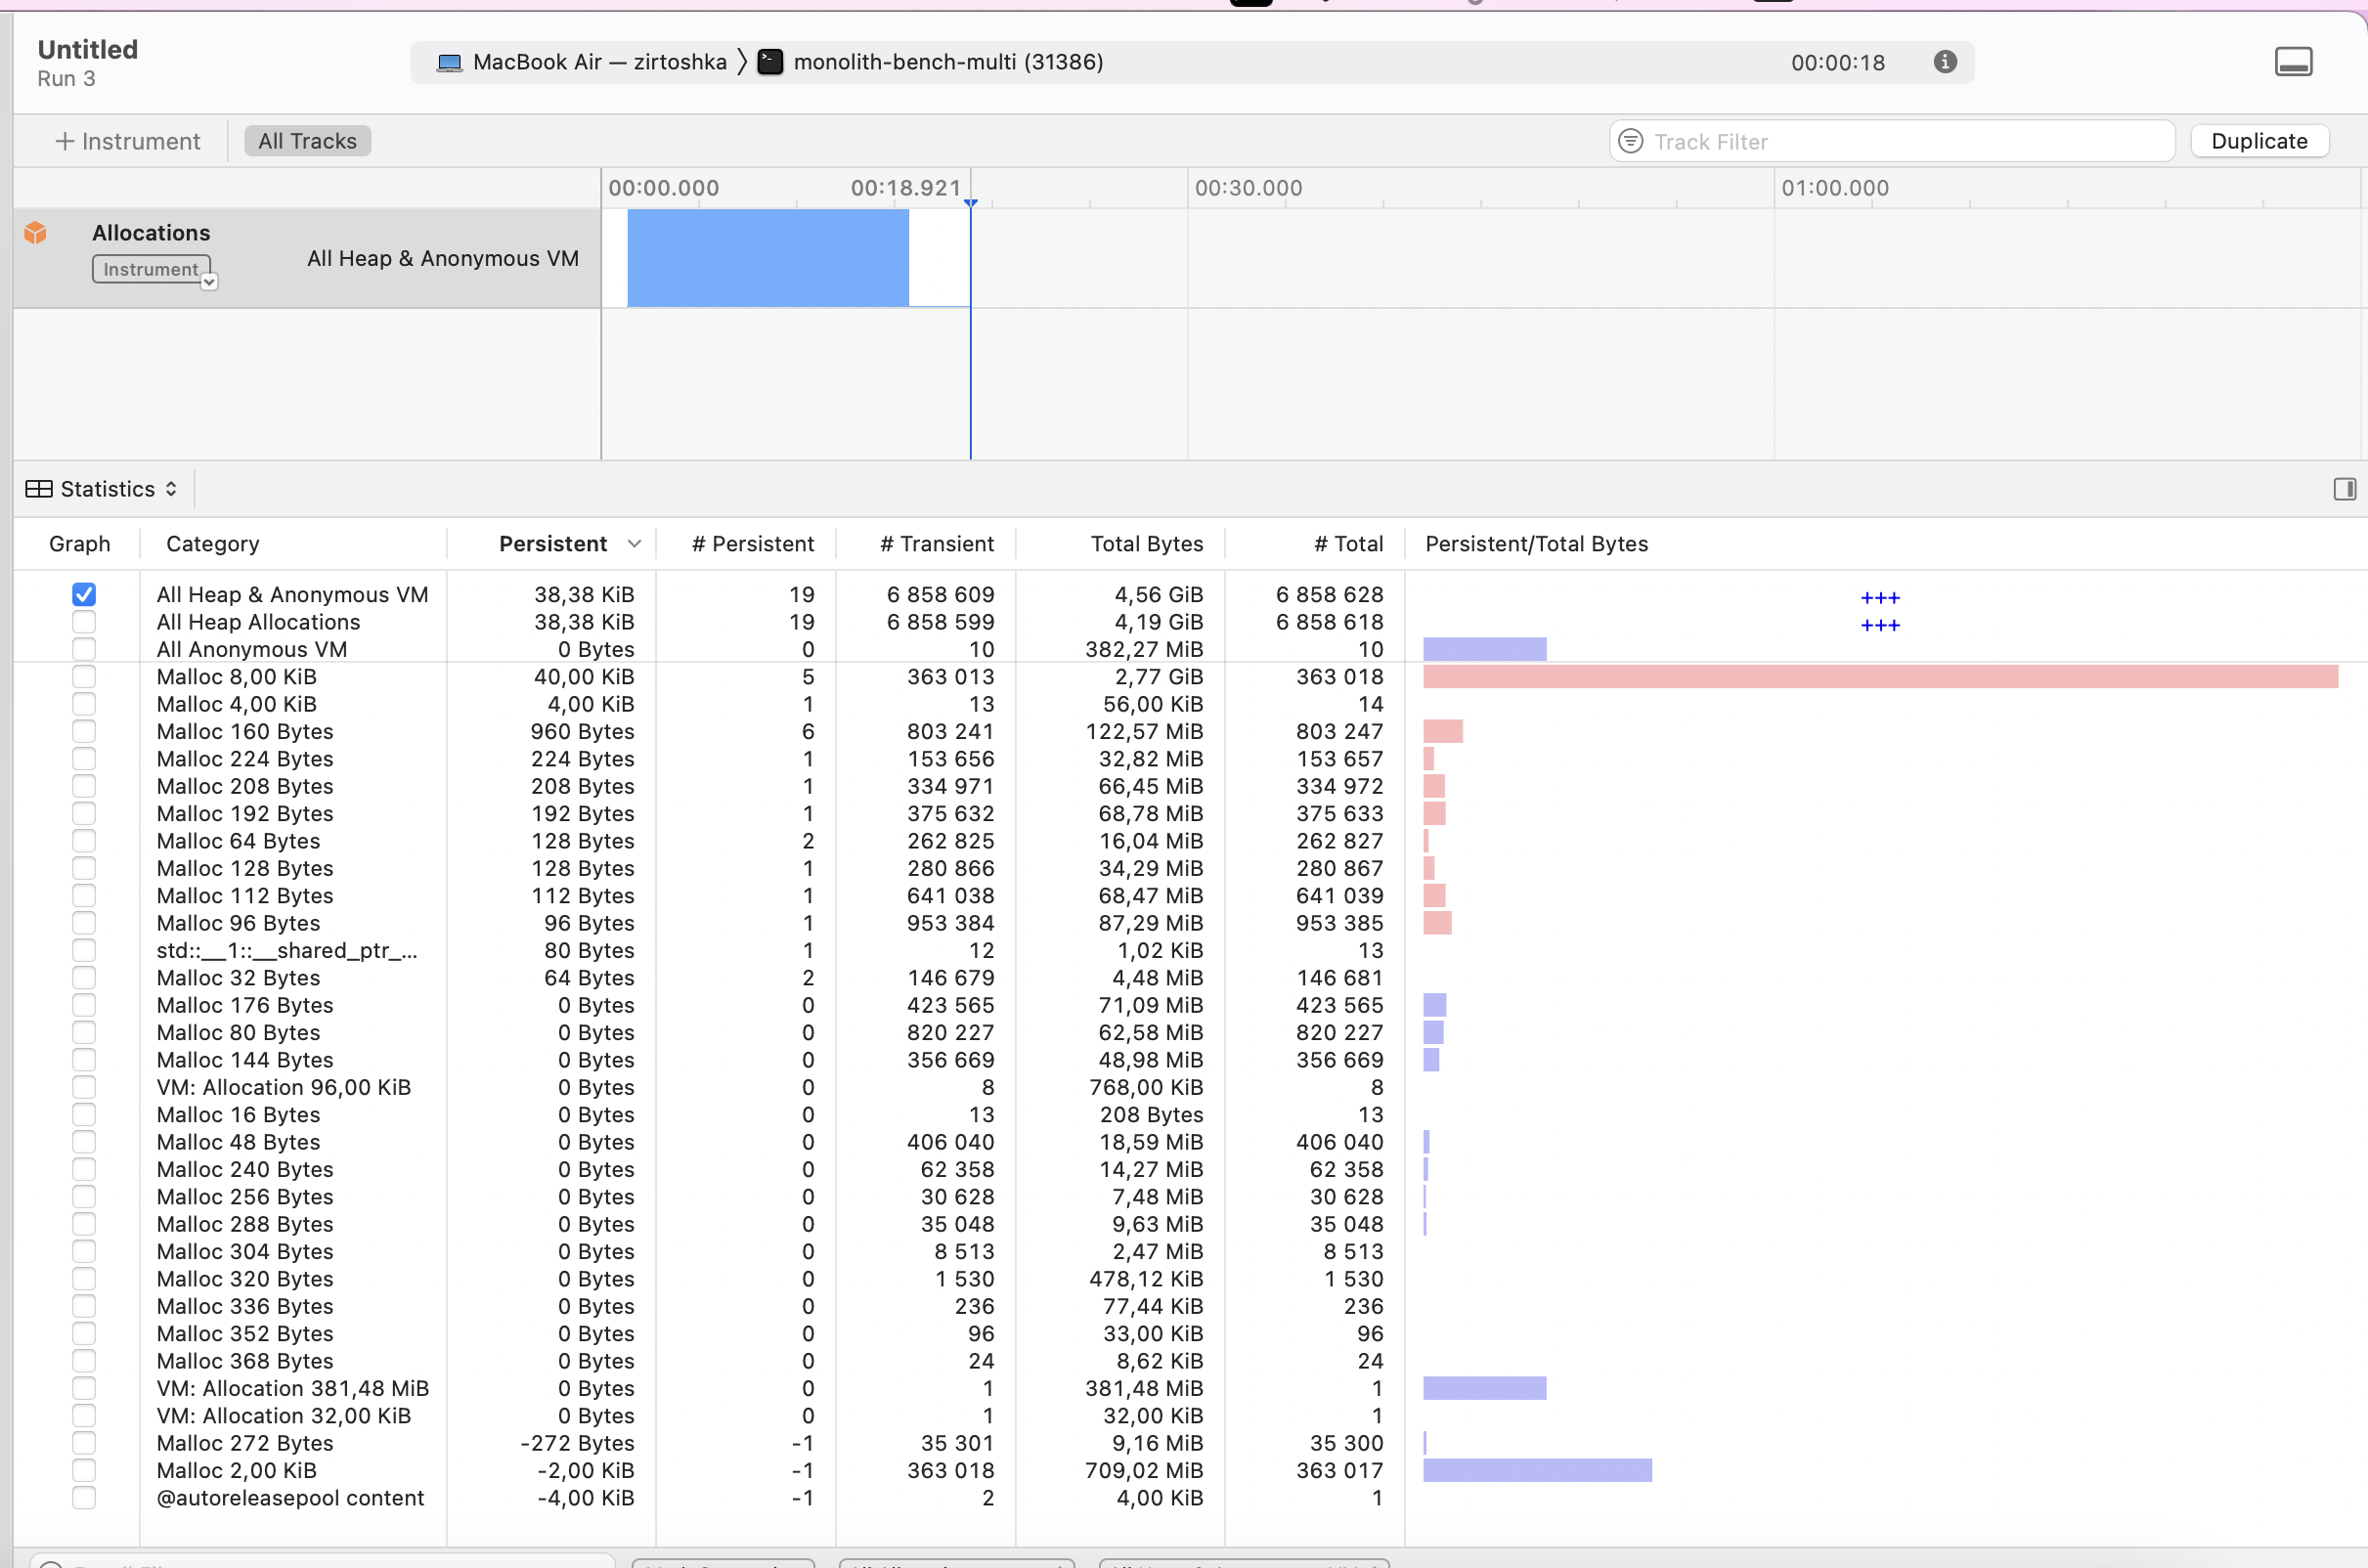 Untitled
Run 3
MacBook Air — zirtoshka 〉 monolith-bench-multi (31386) 00:00:18
+ Instrument All Tracks Track Filter Duplicate
00:00.000 00:18.921 00:30.000 01:00.000
Allocations
Instrument
All Heap & Anonymous VM
Statistics
Graph Category Persistent # Persistent # Transient Total Bytes # Total Persistent/Total Bytes
All Heap & Anonymous VM 38,38 KiB 19 6 858 609 4,56 GiB 6 858 628 +++
All Heap Allocations 38,38 KiB 19 6 858 599 4,19 GiB 6 858 618 +++
All Anonymous VM 0 Bytes 0 10 382,27 MiB 10
Malloc 8,00 KiB 40,00 KiB 5 363 013 2,77 GiB 363 018
Malloc 4,00 KiB 4,00 KiB 1 13 56,00 KiB 14
Malloc 160 Bytes 960 Bytes 6 803 241 122,57 MiB 803 247
Malloc 224 Bytes 224 Bytes 1 153 656 32,82 MiB 153 657
Malloc 208 Bytes 208 Bytes 1 334 971 66,45 MiB 334 972
Malloc 192 Bytes 192 Bytes 1 375 632 68,78 MiB 375 633
Malloc 64 Bytes 128 Bytes 2 262 825 16,04 MiB 262 827
Malloc 128 Bytes 128 Bytes 1 280 866 34,29 MiB 280 867
Malloc 112 Bytes 112 Bytes 1 641 038 68,47 MiB 641 039
Malloc 96 Bytes 96 Bytes 1 953 384 87,29 MiB 953 385
std::__1::__shared_ptr_... 80 Bytes 1 12 1,02 KiB 13
Malloc 32 Bytes 64 Bytes 2 146 679 4,48 MiB 146 681
Malloc 176 Bytes 0 Bytes 0 423 565 71,09 MiB 423 565
Malloc 80 Bytes 0 Bytes 0 820 227 62,58 MiB 820 227
Malloc 144 Bytes 0 Bytes 0 356 669 48,98 MiB 356 669
VM: Allocation 96,00 KiB 0 Bytes 0 8 768,00 KiB 8
Malloc 16 Bytes 0 Bytes 0 13 208 Bytes 13
Malloc 48 Bytes 0 Bytes 0 406 040 18,59 MiB 406 040
Malloc 240 Bytes 0 Bytes 0 62 358 14,27 MiB 62 358
Malloc 256 Bytes 0 Bytes 0 30 628 7,48 MiB 30 628
Malloc 288 Bytes 0 Bytes 0 35 048 9,63 MiB 35 048
Malloc 304 Bytes 0 Bytes 0 8 513 2,47 MiB 8 513
Malloc 320 Bytes 0 Bytes 0 1 530 478,12 KiB 1 530
Malloc 336 Bytes 0 Bytes 0 236 77,44 KiB 236
Malloc 352 Bytes 0 Bytes 0 96 33,00 KiB 96
Malloc 368 Bytes 0 Bytes 0 24 8,62 KiB 24
VM: Allocation 381,48 MiB 0 Bytes 0 1 381,48 MiB 1
VM: Allocation 32,00 KiB 0 Bytes 0 1 32,00 KiB 1
Malloc 272 Bytes -272 Bytes -1 35 301 9,16 MiB 35 300
Malloc 2,00 KiB -2,00 KiB -1 363 018 709,02 MiB 363 017
@autoreleasepool content -4,00 KiB -1 2 4,00 KiB 1